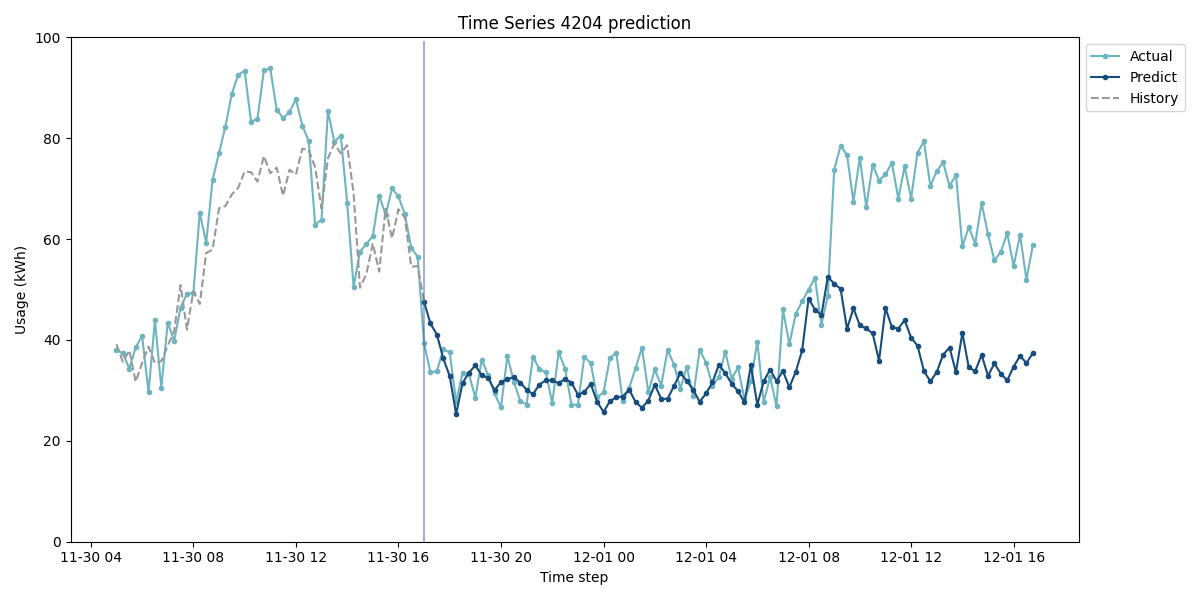 Time Series 4204 prediction
100
80
60
40
20
0
Usage (kWh)
11-30 04
11-30 08
11-30 12
11-30 16
11-30 20
12-01 00
12-01 04
12-01 08
12-01 12
12-01 16
Time step
Actual
Predict
History